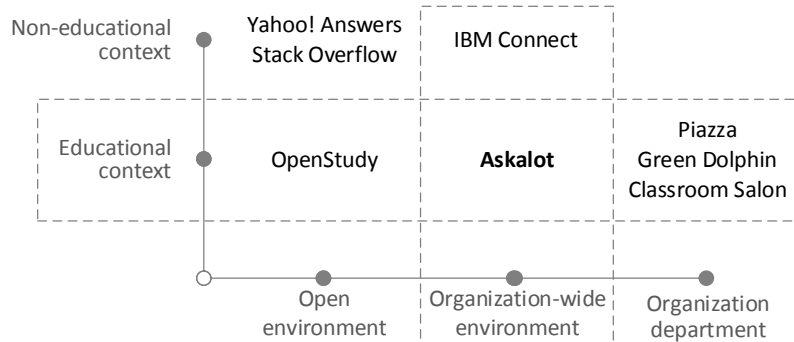 Non-educational
context
Yahoo! Answers
Stack Overflow
IBM Connect
Educational
context
OpenStudy
Askalot
Piazza
Green Dolphin
Classroom Salon
Open
environment
Organization-wide
environment
Organization
department